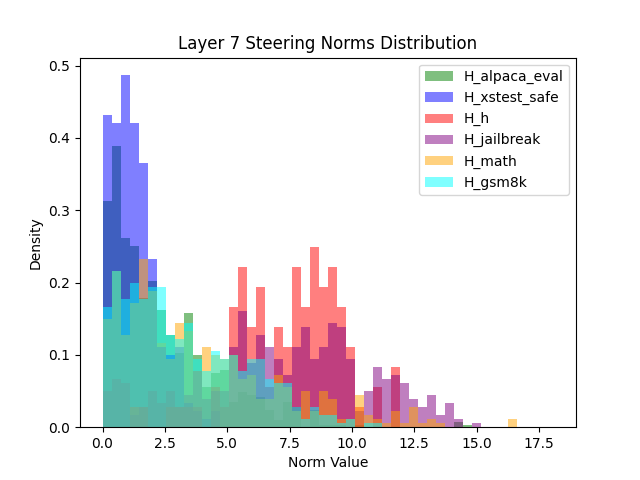 Layer 7 Steering Norms Distribution
H_alpaca_eval
H_xstest_safe
H_h
H_jailbreak
H_math
H_gsm8k
Density
0.5
0.4
0.3
0.2
0.1
0.0
0.0 2.5 5.0 7.5 10.0 12.5 15.0 17.5
Norm Value